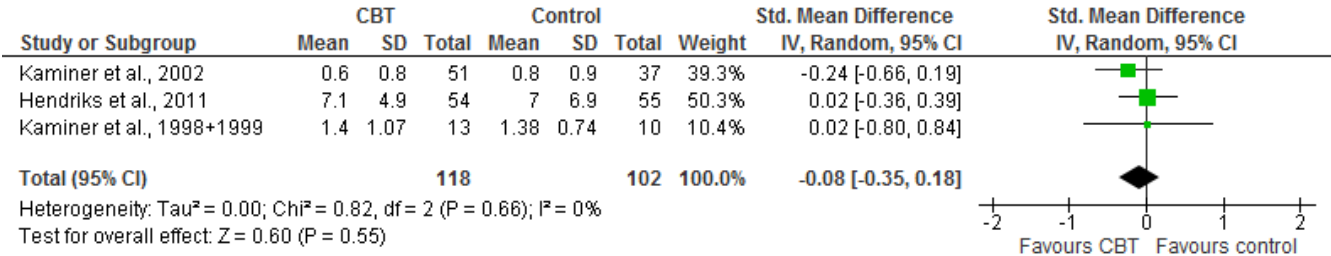 CBT Control Std. Mean Difference Std. Mean Difference
Study or Subgroup Mean SD Total Mean SD Total Weight IV, Random, 95% CI IV, Random, 95% CI
Kaminer et al., 2002 0.6 0.8 51 0.8 0.9 37 39.3% -0.24 [-0.66, 0.19]
Hendriks et al., 2011 7.1 4.9 54 7 6.9 55 50.3% 0.02 [-0.36, 0.39]
Kaminer et al., 1998+1999 1.4 1.07 13 1.38 0.74 10 10.4% 0.02 [-0.80, 0.84]
Total (95% CI) 118 102 100.0% -0.08 [-0.35, 0.18]
Heterogeneity: Tau² = 0.00; Chi² = 0.82, df = 2 (P = 0.66); I² = 0%
Test for overall effect: Z = 0.60 (P = 0.55)
-2 -1 0 1 2
Favours CBT Favours control